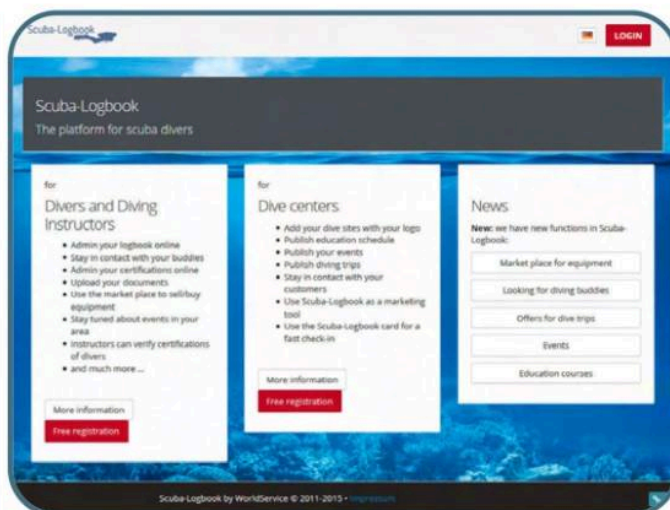 Scuba-Logbook
LOGIN
Scuba-Logbook
The platform for scuba divers
for
Divers and Diving
Instructors
Admin your logbook online
Stay in contact with your buddies
Admin your certifications online
Upload your documents
Use the market place to sell/buy
equipment
Stay tuned about events in your
area
Instructors can verify certifications
of divers
and much more ...
More information
Free registration
for
Dive centers
Add your dive sites with your logo
Publish education schedule
Publish your events
Publish diving trips
Stay in contact with your
customers
Use Scuba-Logbook as a marketing
tool
Use the Scuba-Logbook card for a
fast check-in
More information
Free registration
News
New: we have new functions in Scuba-
Logbook:
Market place for equipment
Looking for diving buddies
Offers for dive trips
Events
Education courses
Scuba-Logbook by WorldService © 2011-2015 • Impressum